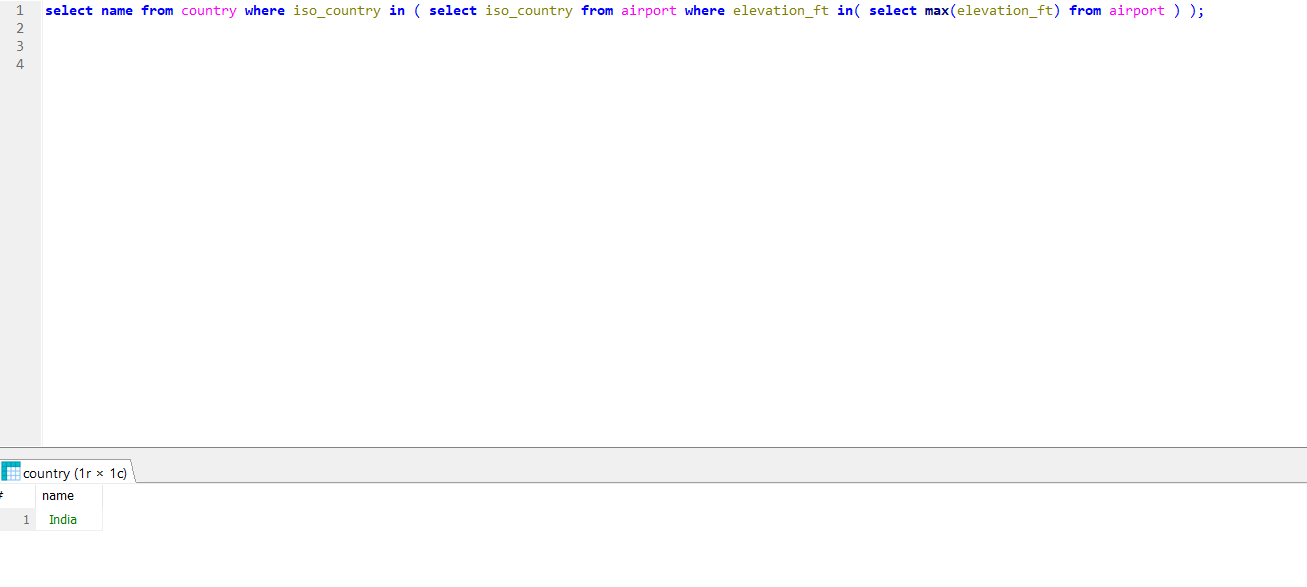 1 select name from country where iso_country in ( select iso_country from airport where elevation_ft in( select max(elevation_ft) from airport ) );
2
3
4
country (1r × 1c)
# name
1 India